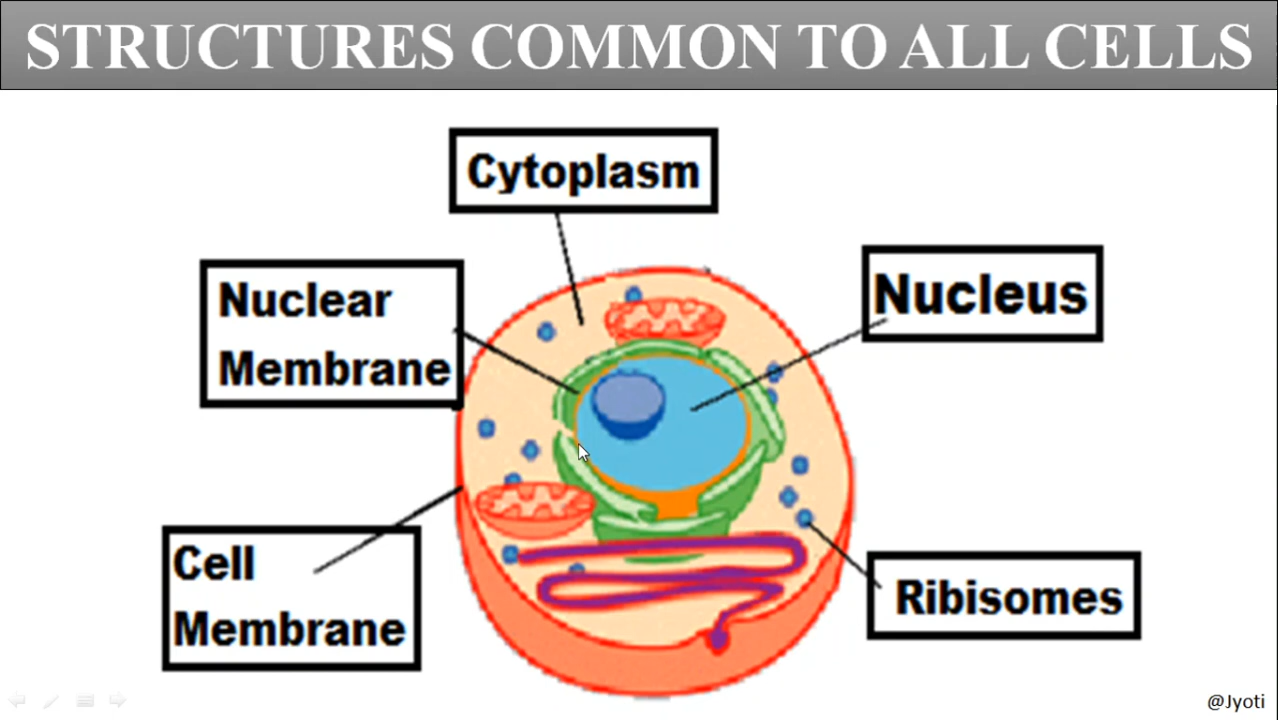 STRUCTURES COMMON TO ALL CELLS
Cytoplasm
Nuclear
Membrane
Nucleus
Cell
Membrane
Ribisomes
@Jyoti